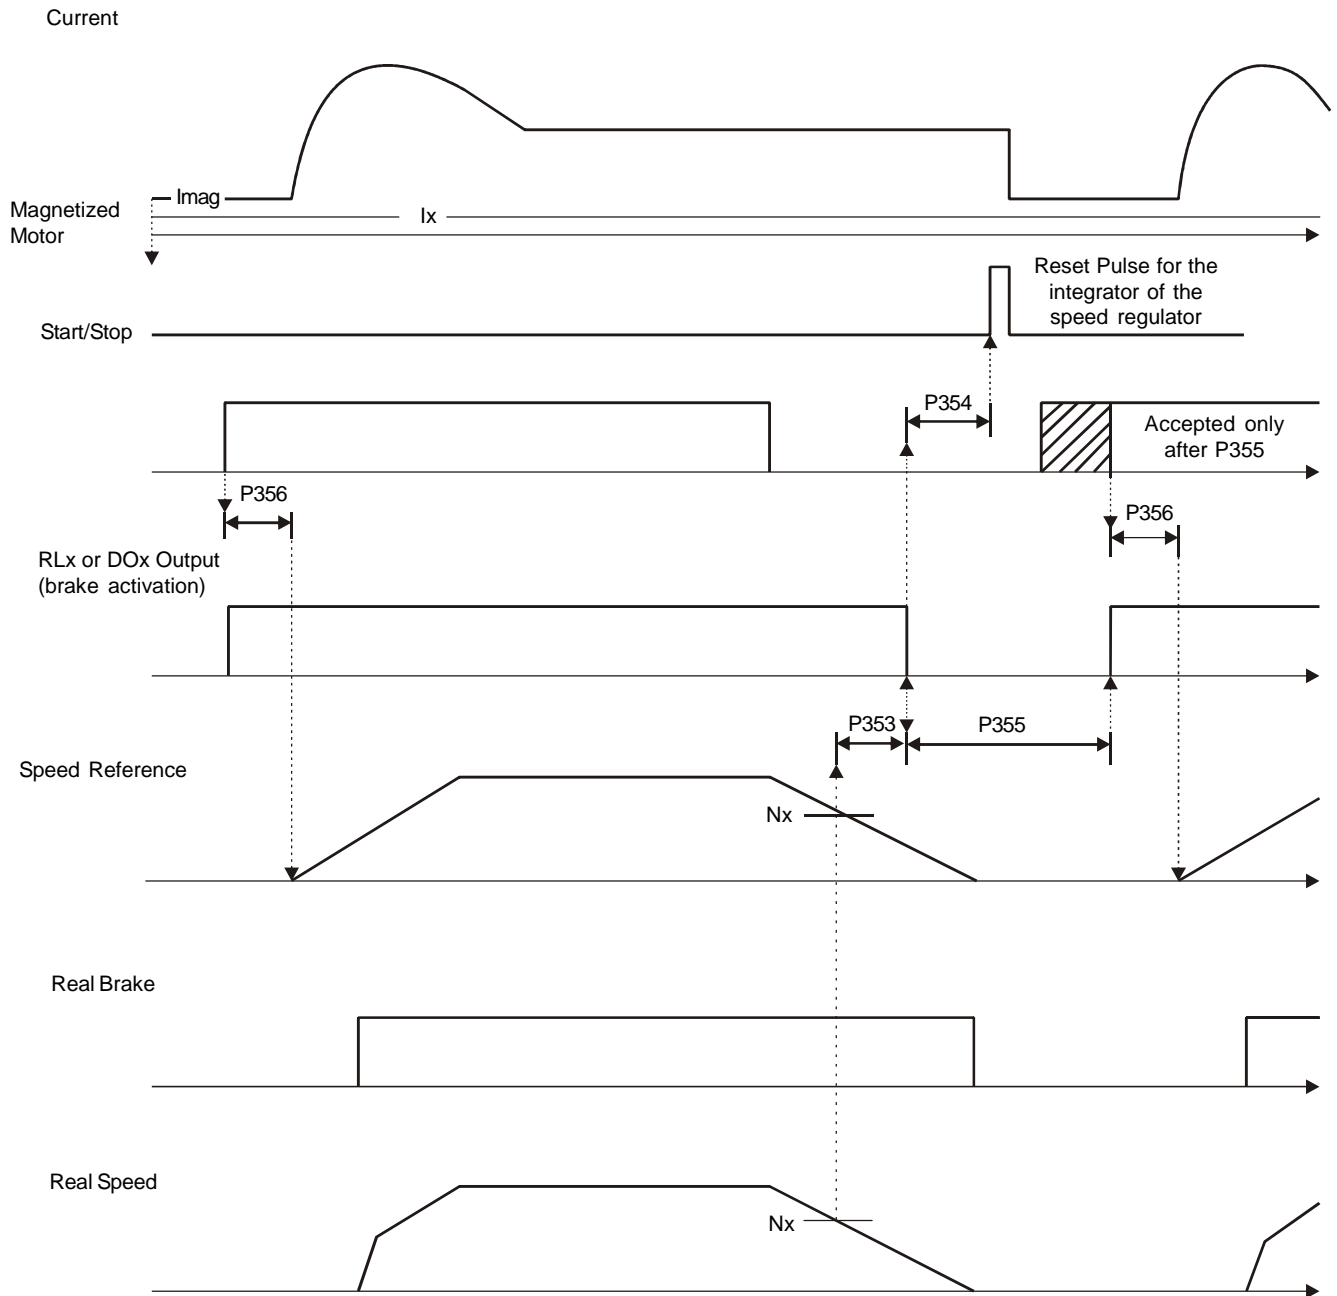 Current
Imag
Magnetized
Motor
Ix
Reset Pulse for the
integrator of the
speed regulator
Start/Stop
P354
Accepted only
after P355
P356
P356
RLx or DOx Output
(brake activation)
P353
P355
Speed Reference
Nx
Real Brake
Real Speed
Nx